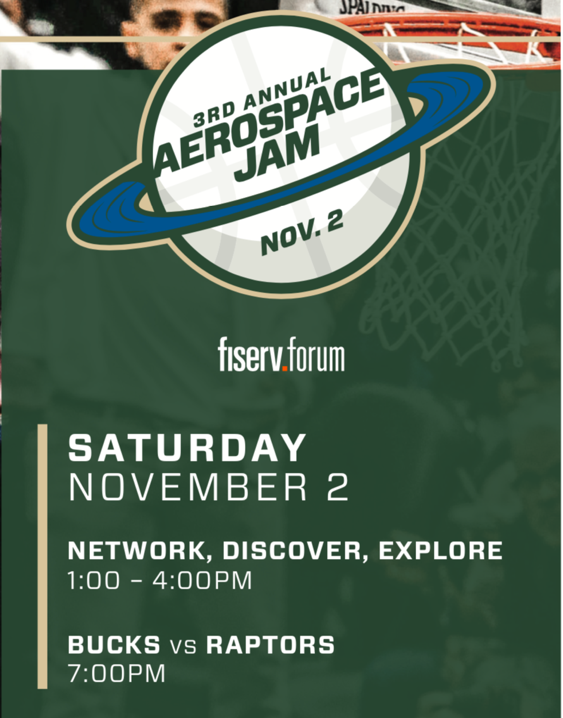 SPALDING
3RD ANNUAL
AEROSPACE
JAM
NOV. 2
fiserv.forum
SATURDAY
NOVEMBER 2
NETWORK, DISCOVER, EXPLORE
1:00 – 4:00PM
BUCKS vs RAPTORS
7:00PM